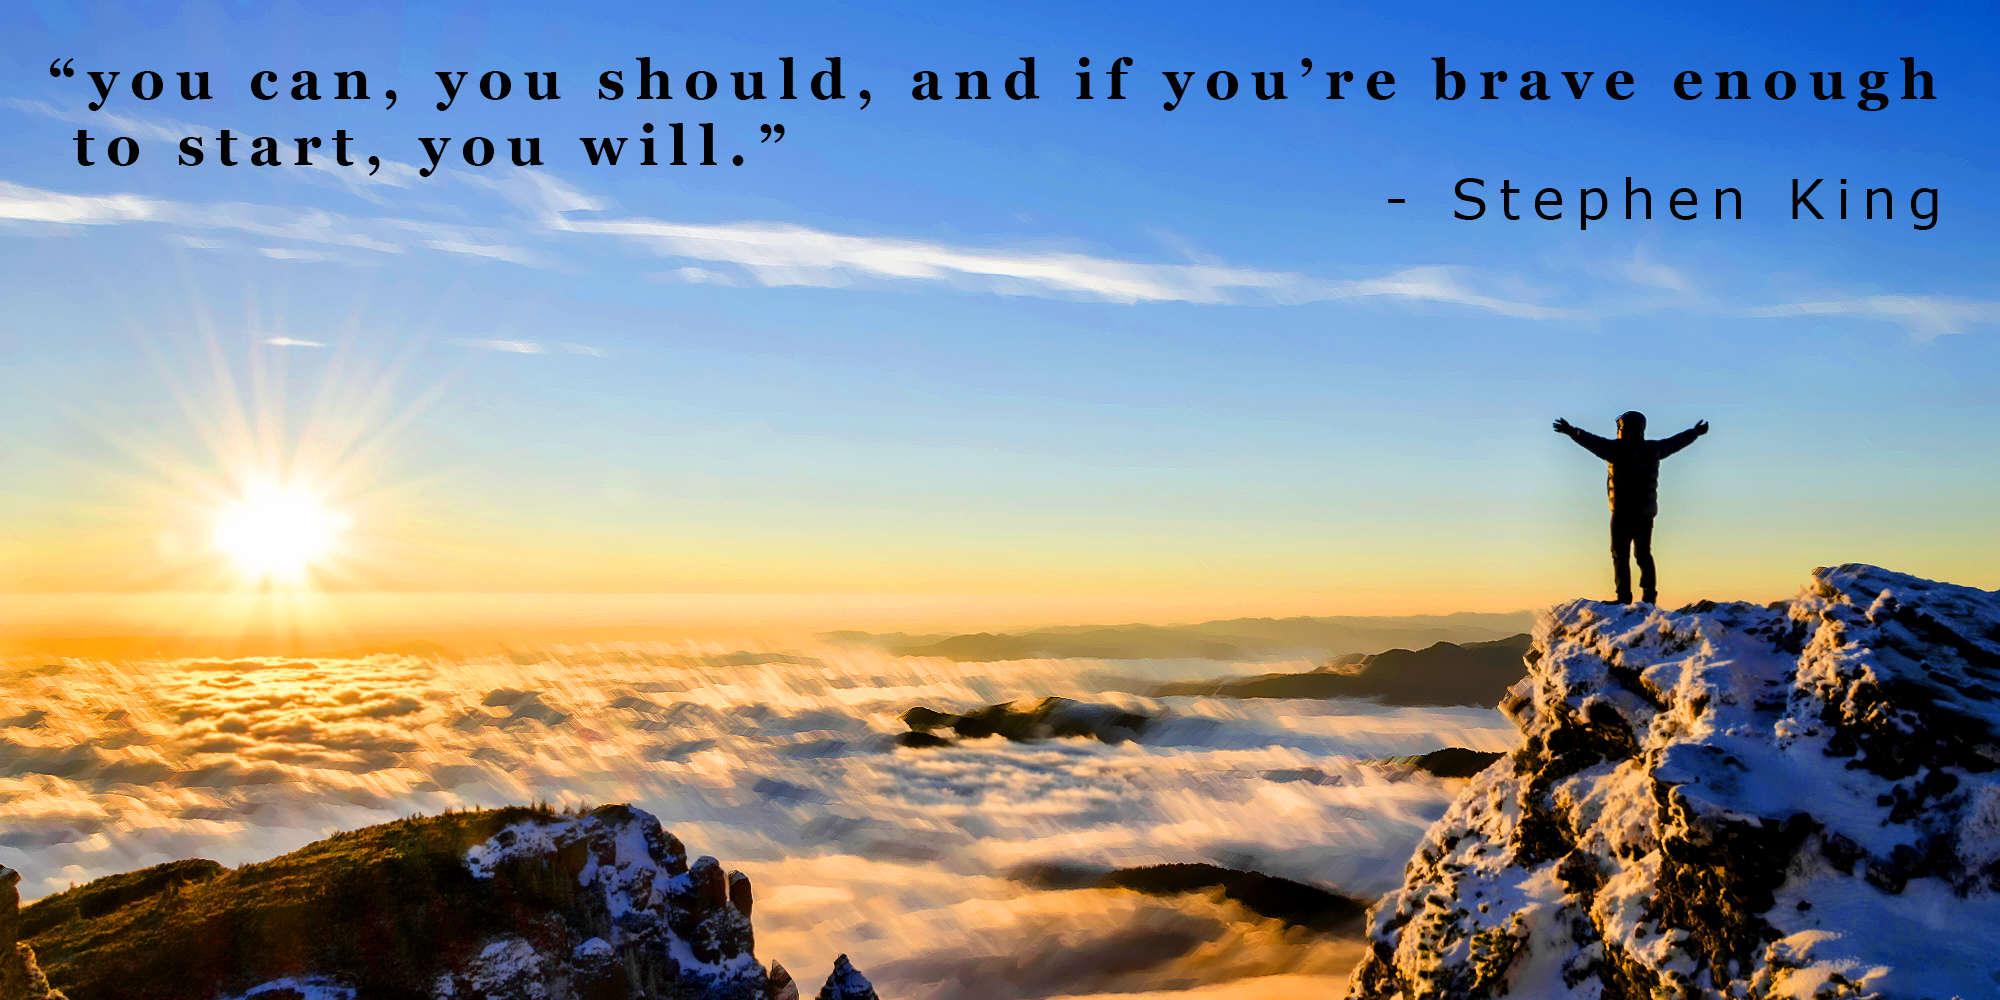 “you can, you should, and if you’re brave enough
to start, you will.”
- Stephen King